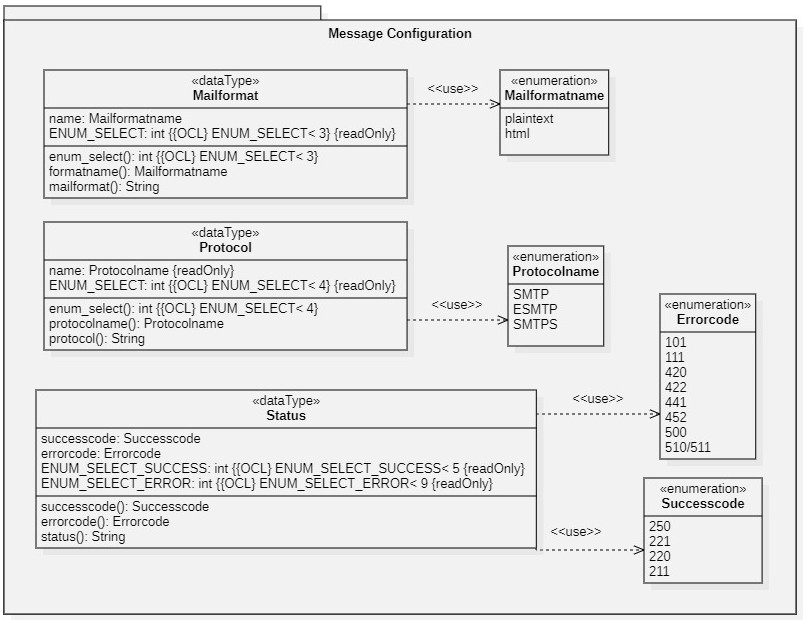 Message Configuration
«dataType»
Mailformat
name: Mailformatname
ENUM_SELECT: int {{OCL} ENUM_SELECT< 3} {readOnly}
enum_select(): int {{OCL} ENUM_SELECT< 3}
formatname(): Mailformatname
mailformat(): String
<<use>>
«enumeration»
Mailformatname
plaintext
html
«dataType»
Protocol
name: Protocolname {readOnly}
ENUM_SELECT: int {{OCL} ENUM_SELECT< 4} {readOnly}
enum_select(): int {{OCL} ENUM_SELECT< 4}
protocolname(): Protocolname
protocol(): String
<<use>>
«enumeration»
Protocolname
SMTP
ESMTP
SMTPS
«dataType»
Status
successcode: Successcode
errorcode: Errorcode
ENUM_SELECT_SUCCESS: int {{OCL} ENUM_SELECT_SUCCESS< 5 {readOnly}
ENUM_SELECT_ERROR: int {{OCL} ENUM_SELECT_ERROR< 9 {readOnly}
successcode(): Successcode
errorcode(): Errorcode
status(): String
<<use>>
«enumeration»
Errorcode
101
111
420
422
441
452
500
510/511
<<use>>
«enumeration»
Successcode
250
221
220
211